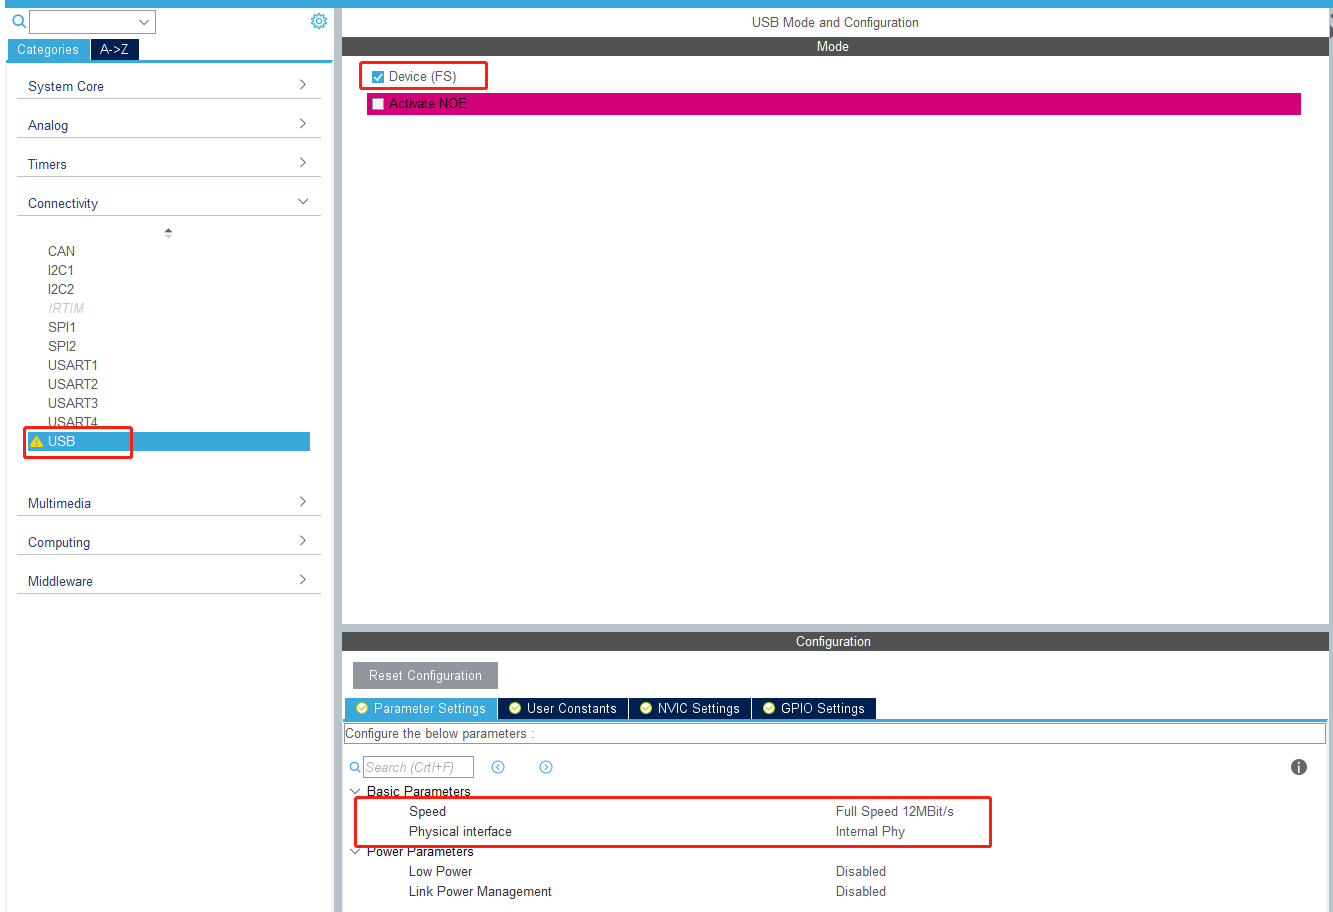 USB Mode and Configuration
Categories
A->Z
System Core
Analog
Timers
Connectivity
CAN
I2C1
I2C2
IRTIM
SPI1
SPI2
USART1
USART2
USART3
USART4
USB
Multimedia
Computing
Middleware
Mode
Device (FS)
Activate NOE
Configuration
Reset Configuration
Parameter Settings
User Constants
NVIC Settings
GPIO Settings
Configure the below parameters :
Search (Crtl+F)
Basic Parameters
Speed Full Speed 12MBit/s
Physical interface Internal Phy
Power Parameters
Low Power Disabled
Link Power Management Disabled